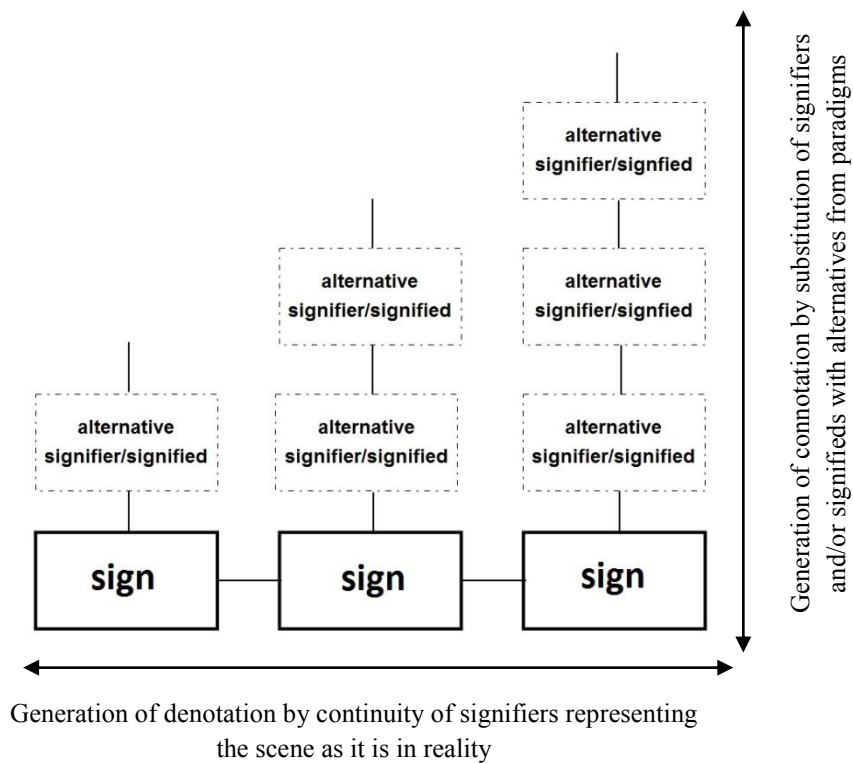 alternative
signifier/signfied
alternative
signifier/signified
alternative
signifier/signfied
alternative
signifier/signified
alternative
signifier/signified
alternative
signifier/signified
sign
sign
sign
Generation of denotation by continuity of signifiers representing
the scene as it is in reality
Generation of connotation by substitution of signifiers
and/or signifieds with alternatives from paradigms